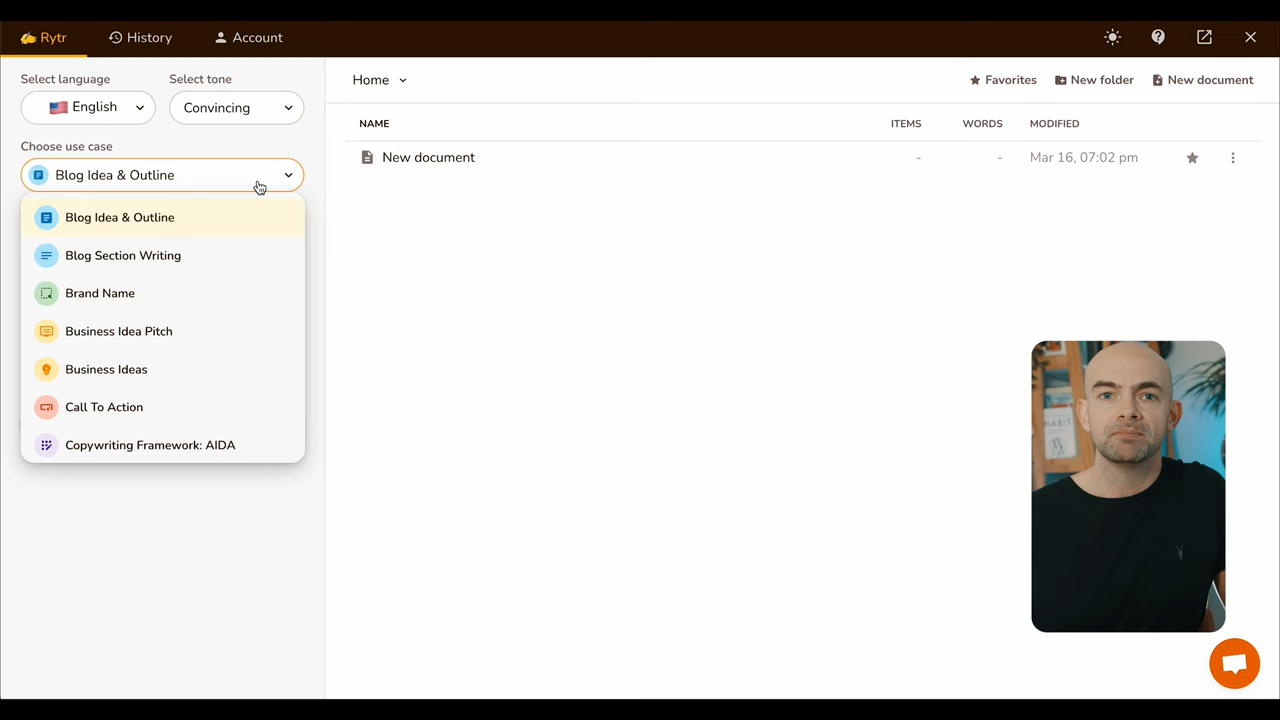 Rytr History Account
Select language Select tone
English Convincing
Choose use case
Blog Idea & Outline
Blog Idea & Outline
Blog Section Writing
Brand Name
Business Idea Pitch
Business Ideas
Call To Action
Copywriting Framework: AIDA
Home Favorites New folder New document
NAME ITEMS WORDS MODIFIED
New document - - Mar 16, 07:02 pm
HABIT